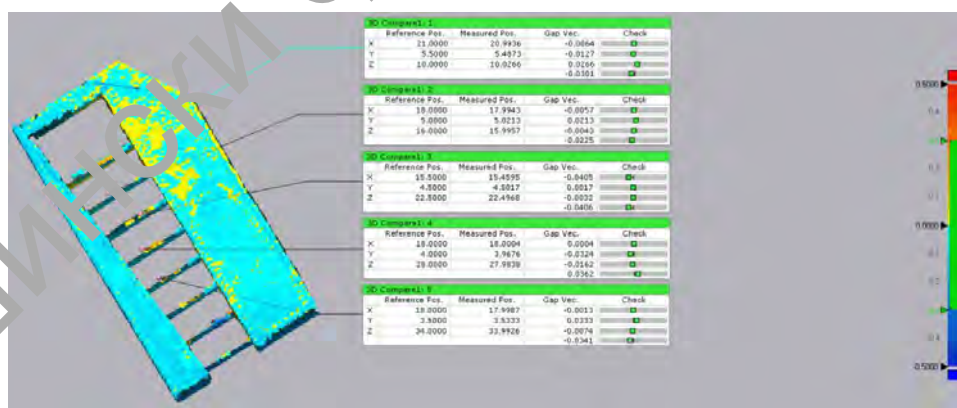 3D Compare1: 1
Reference Pos. Measured Pos. Gap Vec. Check
X 21.0000 20.9936 -0.0064
Y 5.5000 5.4873 -0.0127
Z 10.0000 10.0266 0.0266
-0.0301
3D Compare1: 2
Reference Pos. Measured Pos. Gap Vec. Check
X 18.0000 17.9943 -0.0057
Y 5.0000 5.0213 0.0213
Z 16.0000 15.9957 -0.0043
-0.0225
3D Compare1: 3
Reference Pos. Measured Pos. Gap Vec. Check
X 15.5000 15.4595 -0.0405
Y 4.5000 4.5017 0.0017
Z 22.5000 22.4968 -0.0032
-0.0406
3D Compare1: 4
Reference Pos. Measured Pos. Gap Vec. Check
X 18.0000 18.0004 0.0004
Y 4.0000 3.9676 -0.0324
Z 28.0000 27.9838 -0.0162
0.0362
3D Compare1: 5
Reference Pos. Measured Pos. Gap Vec. Check
X 18.0000 17.9987 -0.0013
Y 3.5000 3.5333 0.0333
Z 34.0000 33.9926 -0.0074
-0.0341
0.5000
0.0000
-0.5000